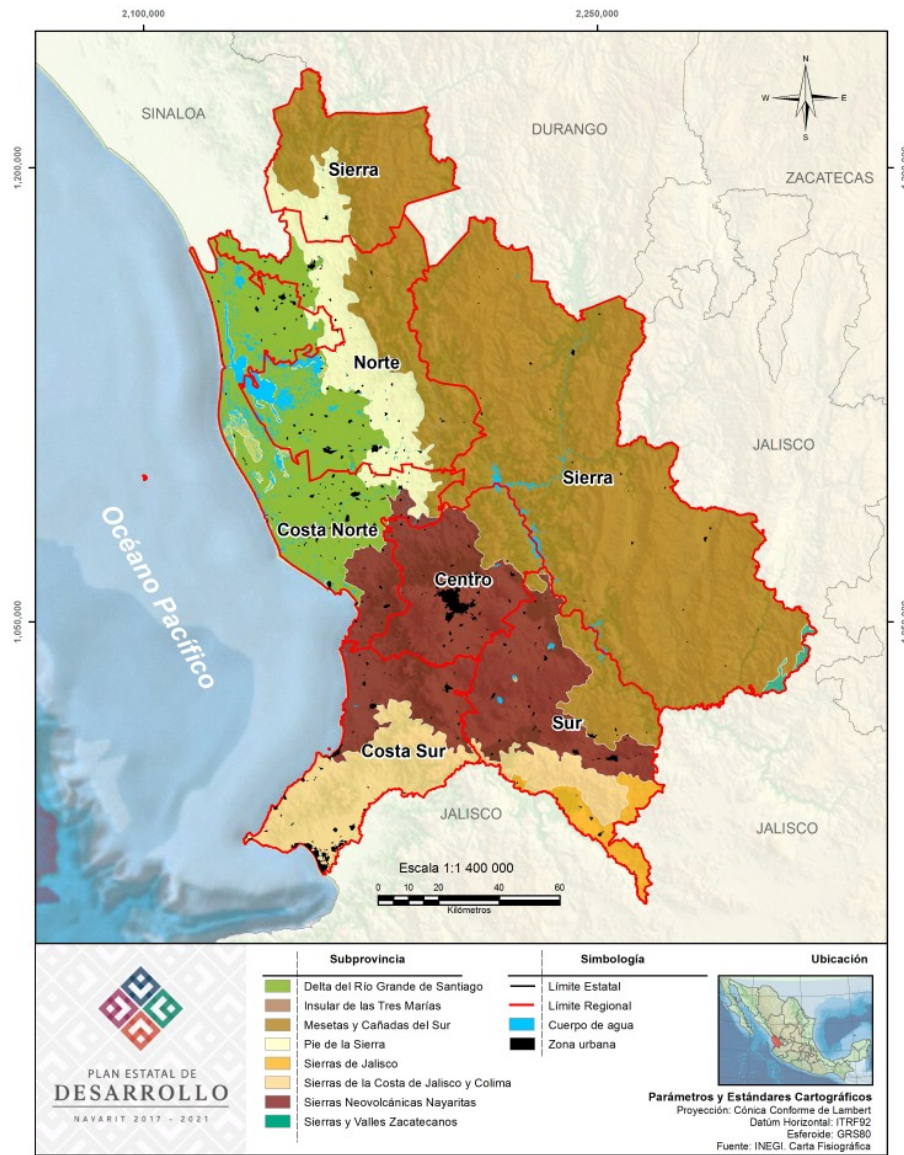 2,100,000
2,250,000
N
W E
S
SINALOA
DURANGO
ZACATECAS
1,200,000
1,200,000
Sierra
Norte
JALISCO
Sierra
Océano Pacífico
Costa Norte
Centro
1,050,000
1,050,000
Sur
Costa Sur
JALISCO
JALISCO
Escala 1:1 400 000
0 10 20 40 60
Kilómetros
PLAN ESTATAL DE
DESARROLLO
NAYARIT 2017 - 2021
Subprovincia
Delta del Río Grande de Santiago
Insular de las Tres Marías
Mesetas y Cañadas del Sur
Pie de la Sierra
Sierras de Jalisco
Sierras de la Costa de Jalisco y Colima
Sierras Neovolcánicas Nayaritas
Sierras y Valles Zacatecanos
Simbología
Límite Estatal
Límite Regional
Cuerpo de agua
Zona urbana
Ubicación
Parámetros y Estándares Cartográficos
Proyección: Cónica Conforme de Lambert
Datúm Horizontal: ITRF92
Esferoide: GRS80
Fuente: INEGI. Carta Fisiográfica